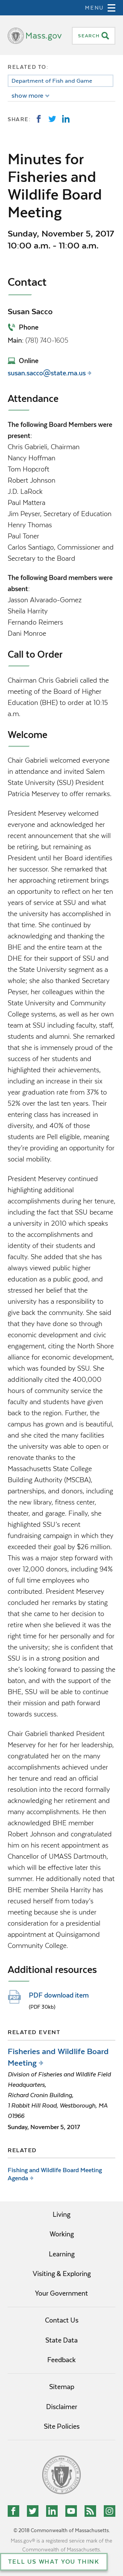 MENU
Mass.gov
SEARCH
RELATED TO:
Department of Fish and Game
show more
SHARE:
Minutes for
Fisheries and
Wildlife Board
Meeting
Sunday, November 5, 2017
10:00 a.m. - 11:00 a.m.
Contact
Susan Sacco
Phone
Main: (781) 740-1605
Online
susan.sacco@state.ma.us
Attendance
The following Board Members were
present:
Chris Gabrieli, Chairman
Nancy Hoffman
Tom Hopcroft
Robert Johnson
J.D. LaRock
Paul Mattera
Jim Peyser, Secretary of Education
Henry Thomas
Paul Toner
Carlos Santiago, Commissioner and
Secretary to the Board
The following Board members were
absent:
Jasson Alvarado-Gomez
Sheila Harrity
Fernando Reimers
Dani Monroe
Call to Order
Chairman Chris Gabrieli called the
meeting of the Board of Higher
Education (BHE) to order at 10:15
a.m.
Welcome
Chair Gabrieli welcomed everyone
in attendance and invited Salem
State University (SSU) President
Patricia Meservey to offer remarks.
President Meservey welcomed
everyone and acknowledged her
impending retirement from SSU. She
announced that she would not be
will be retiring, but remains as
President until her Board identifies
her successor. She remarked that
her approaching retirement brings
an opportunity to reflect on her
years of service at SSU and what
the university has accomplished in
that time. She continued by
acknowledging and thanking the
BHE and the entire team at the
DHE for their support of SSU and
the State University segment as a
whole; she also thanked Secretary
Peyser, her colleagues within the
State University and Community
College systems, as well as her own
team at SSU including faculty, staff,
students and alumni. She remarked
that she is immensely proud of the
success of her students and
highlighted some of their
achievements, including an
increase over the last ten years in
their graduation rate from 37% to
52% over the last ten years. Their
entering class has increased in
diversity, and 40% of those
students are Pell eligible, meaning
they're providing an opportunity for
social mobility.
President Meservey continued
highlighting additional
accomplishments during her tenure,
including the fact that SSU became
a university in 2010 which speaks
to the accomplishments and
identity of both their students and
faculty. She added that she has
always viewed public higher
education as a public good, and
stressed her belief that the
university has a responsibility to
give back to the community. She said
that they have shown this in their
ongoing economic development
engagement, citing the North Shore
alliance for economic development,
which was founded by SSU. She
additionally cited the 400,000
hours of community service that
the faculty and students have given
back to the region. Further, the
campus has grown and is beautiful,
and she cited the many facilities
the university was able to open or
renovate thanks to the
Massachusetts State College
Building Authority (MSCBA),
partnerships, and donors, including
the new library, fitness center,
theater, and garage. Finally, she
highlighted SSU's recent
fundraising campaign in which they
exceeded their goal by $26 million.
This was a major step forward with
over 12,000 donors, including 94%
of full time employees who
contributed. President Meservey
concluded her remarks by stating
that she came to her decision to
retire when she believed it was the
right time not only for herself but
for the university; she is confident
that SSU is in a strong position and
she's looking forward to pass the
baton, and with the support of the
BHE, SSU will be able to continue
their mission and path forward
towards success.
Chair Gabrieli thanked President
Meservey for her for her leadership,
congratulated her on the many
accomplishments achieved under
her tenure and read an official
resolution into the record formally
acknowledging her retirement and
many accomplishments. He then
acknowledged BHE member
Robert Johnson and congratulated
him on his recent appointment as
Chancellor of UMASS Dartmouth,
which he will begin later in the
summer. He additionally noted that
BHE member Sheila Harrity has
recused herself from today's
meeting because she is under
consideration for a presidential
appointment at Quinsigamond
Community College.
Additional resources
PDF download item
(PDF 30kb)
RELATED EVENT
Fisheries and Wildlife Board
Meeting
Division of Fisheries and Wildlife Field
Headquarters,
Richard Cronin Building,
1 Rabbit Hill Road, Westborough, MA
01966
Sunday, November 5, 2017
RELATED
Fishing and Wildlife Board Meeting
Agenda
Living
Working
Learning
Visiting & Exploring
Your Government
Contact Us
State Data
Feedback
Sitemap
Disclaimer
Site Policies
© 2018 Commonwealth of Massachusetts.
Mass.gov® is a registered service mark of the
Commonwealth of Massachusetts.
TELL US WHAT YOU THINK